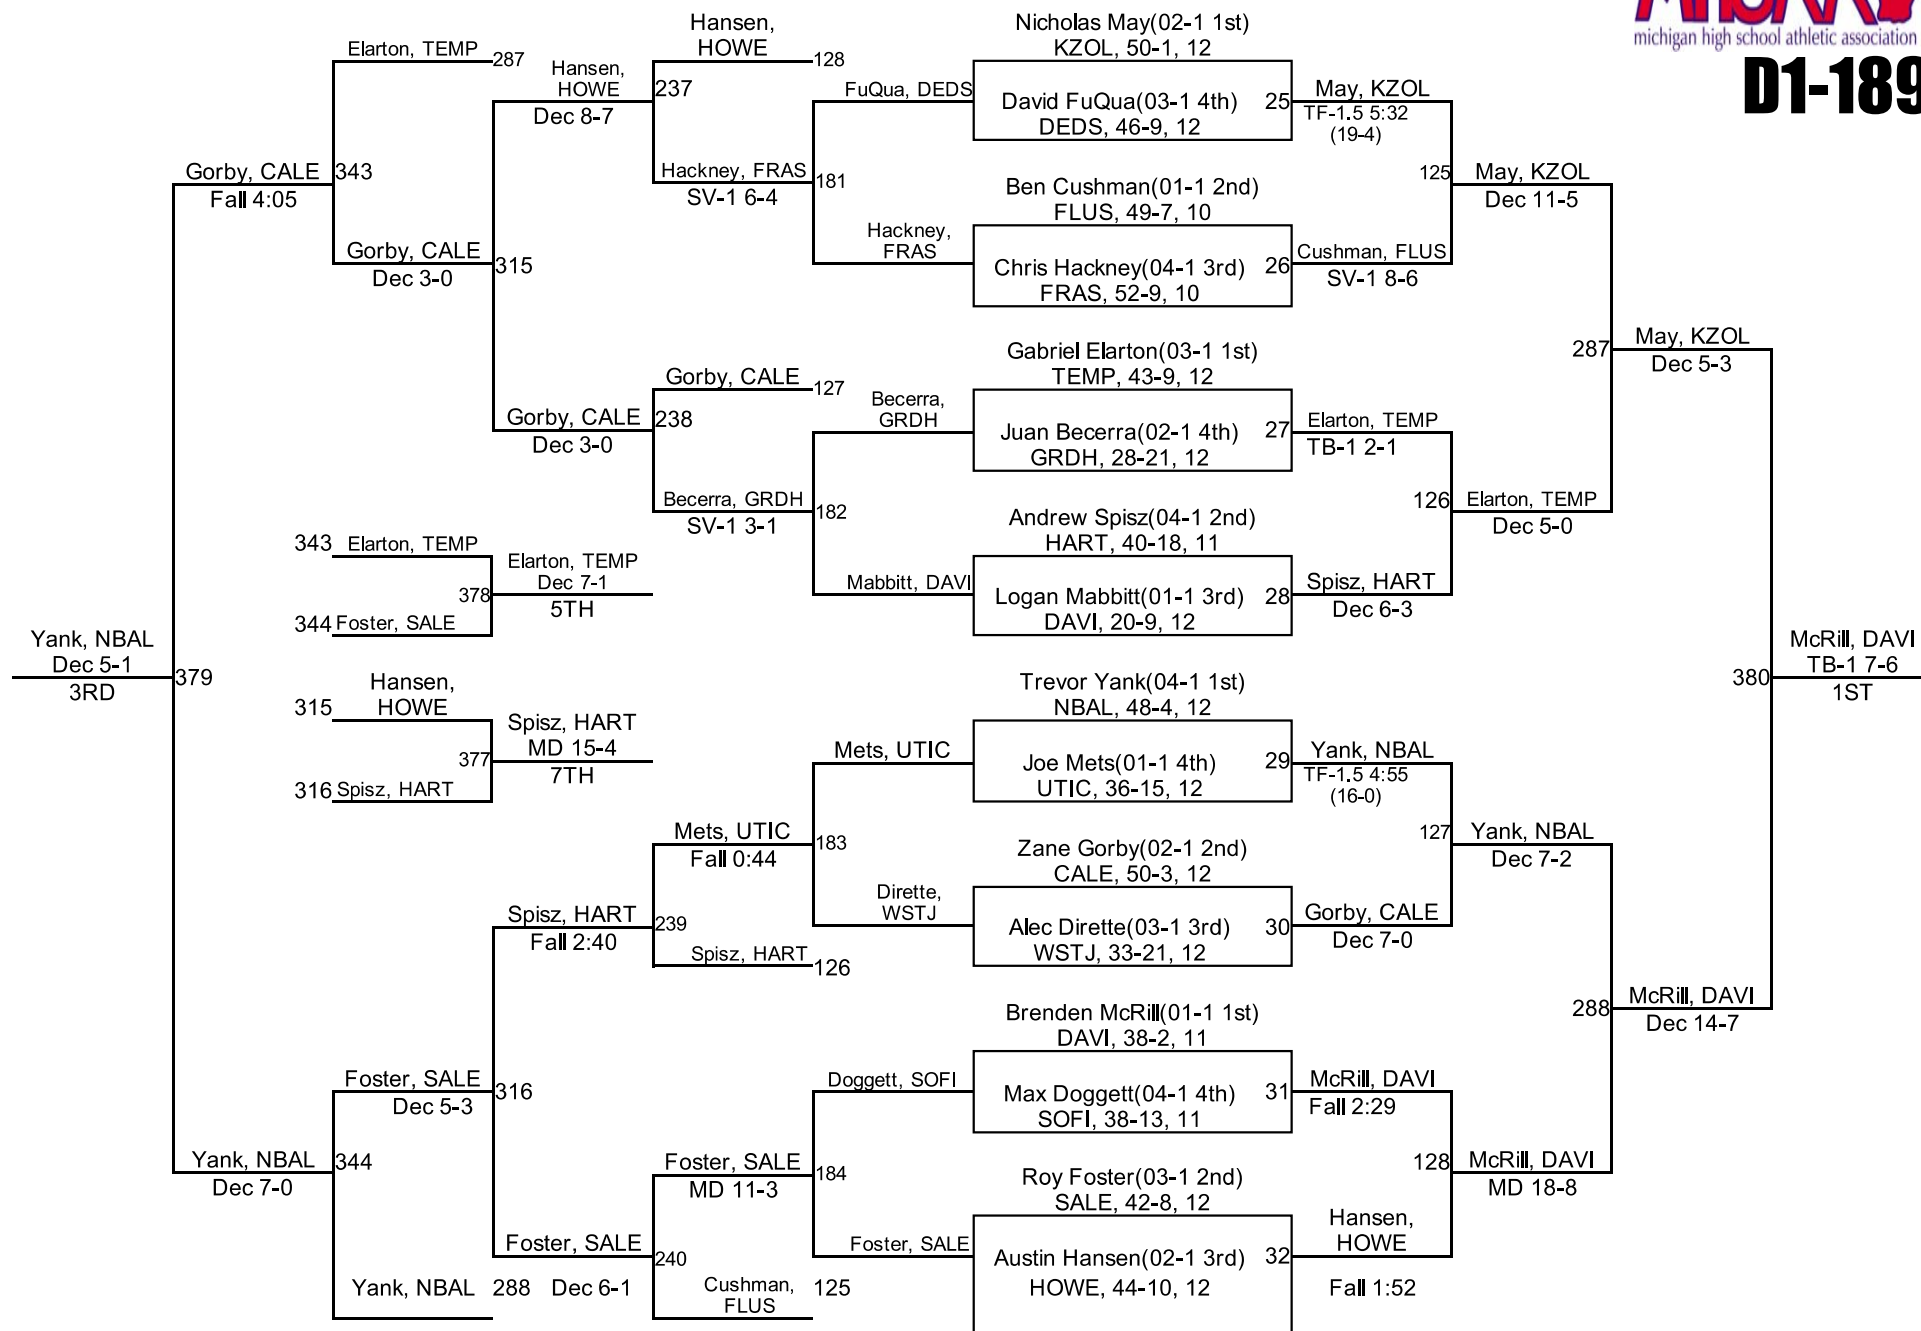 michigan high school athletic association
D1-189
Elarton, TEMP
287
Gorby, CALE
Fall 4:05
343
Gorby, CALE
Dec 3-0
315
Hansen,
HOWE
Dec 8-7
237
Hansen,
HOWE
128
Hackney, FRAS
SV-1 6-4
181
FuQua, DEDS
Hackney,
FRAS
Gorby, CALE
Dec 3-0
238
Gorby, CALE
127
Becerra, GRDH
SV-1 3-1
182
Becerra,
GRDH
Mabbitt, DAVI
343 Elarton, TEMP
378
344 Foster, SALE
Elarton, TEMP
Dec 7-1
5TH
Yank, NBAL
Dec 5-1
3RD
379
315
Hansen,
HOWE
377
316 Spisz, HART
Spisz, HART
MD 15-4
7TH
Mets, UTIC
Mets, UTIC
Fall 0:44
183
Dirette,
WSTJ
Spisz, HART
Fall 2:40
239
Spisz, HART
126
Foster, SALE
Dec 5-3
316
Doggett, SOFI
Yank, NBAL
Dec 7-0
344
Foster, SALE
MD 11-3
184
Foster, SALE
Foster, SALE
Dec 6-1
240
Yank, NBAL 288
Cushman,
FLUS
125
Nicholas May(02-1 1st)
KZOL, 50-1, 12
David FuQua(03-1 4th)
DEDS, 46-9, 12
25
May, KZOL
TF-1.5 5:32
(19-4)
Ben Cushman(01-1 2nd)
FLUS, 49-7, 10
Chris Hackney(04-1 3rd)
FRAS, 52-9, 10
26
Cushman, FLUS
SV-1 8-6
125
May, KZOL
Dec 11-5
Gabriel Elarton(03-1 1st)
TEMP, 43-9, 12
Juan Becerra(02-1 4th)
GRDH, 28-21, 12
27
Elarton, TEMP
TB-1 2-1
Andrew Spisz(04-1 2nd)
HART, 40-18, 11
Logan Mabbitt(01-1 3rd)
DAVI, 20-9, 12
28
Spisz, HART
Dec 6-3
126
Elarton, TEMP
Dec 5-0
287
May, KZOL
Dec 5-3
Trevor Yank(04-1 1st)
NBAL, 48-4, 12
Joe Mets(01-1 4th)
UTIC, 36-15, 12
29
Yank, NBAL
TF-1.5 4:55
(16-0)
Zane Gorby(02-1 2nd)
CALE, 50-3, 12
Alec Dirette(03-1 3rd)
WSTJ, 33-21, 12
30
Gorby, CALE
Dec 7-0
127
Yank, NBAL
Dec 7-2
Brenden McRill(01-1 1st)
DAVI, 38-2, 11
Max Doggett(04-1 4th)
SOFI, 38-13, 11
31
McRill, DAVI
Fall 2:29
Roy Foster(03-1 2nd)
SALE, 42-8, 12
Austin Hansen(02-1 3rd)
HOWE, 44-10, 12
32
Hansen,
HOWE
Fall 1:52
128
McRill, DAVI
MD 18-8
288
McRill, DAVI
Dec 14-7
380
McRill, DAVI
TB-1 7-6
1ST